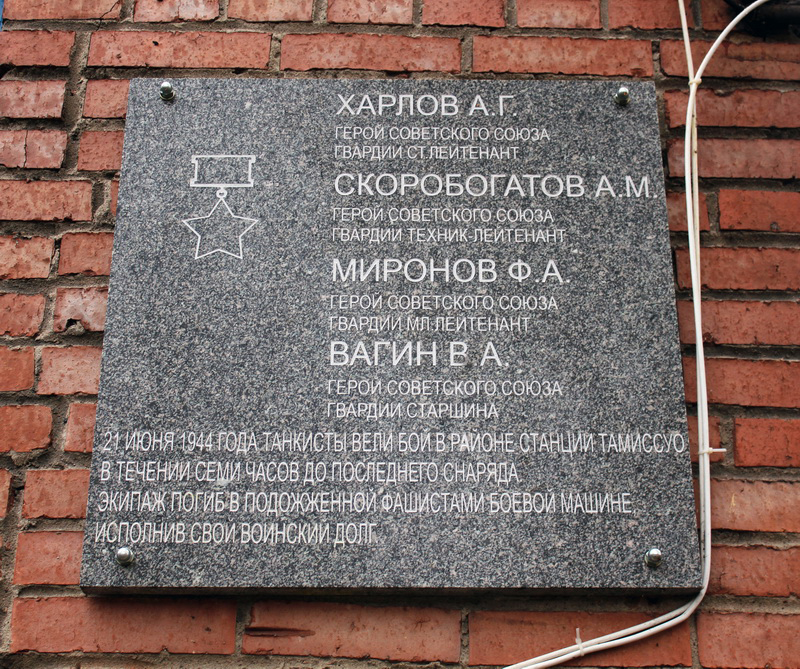 ХАРЛОВ А.Г.
ГЕРОЙ СОВЕТСКОГО СОЮЗА
ГВАРДИИ СТ.ЛЕЙТЕНАНТ
СКОРОБОГАТОВ А.М.
ГЕРОЙ СОВЕТСКОГО СОЮЗА
ГВАРДИИ ТЕХНИК-ЛЕЙТЕНАНТ
МИРОНОВ Ф.А.
ГЕРОЙ СОВЕТСКОГО СОЮЗА
ГВАРДИИ МЛ.ЛЕЙТЕНАНТ
ВАГИН В.А.
ГЕРОЙ СОВЕТСКОГО СОЮЗА
ГВАРДИИ СТАРШИНА
21 ИЮНЯ 1944 ГОДА ТАНКИСТЫ ВЕЛИ БОЙ В РАЙОНЕ СТАНЦИИ ТАМИССУО
В ТЕЧЕНИИ СЕМИ ЧАСОВ ДО ПОСЛЕДНЕГО СНАРЯДА.
ЭКИПАЖ ПОГИБ В ПОДОЖЖЕННОЙ ФАШИСТАМИ БОЕВОЙ МАШИНЕ,
ИСПОЛНИВ СВОЙ ВОИНСКИЙ ДОЛГ.